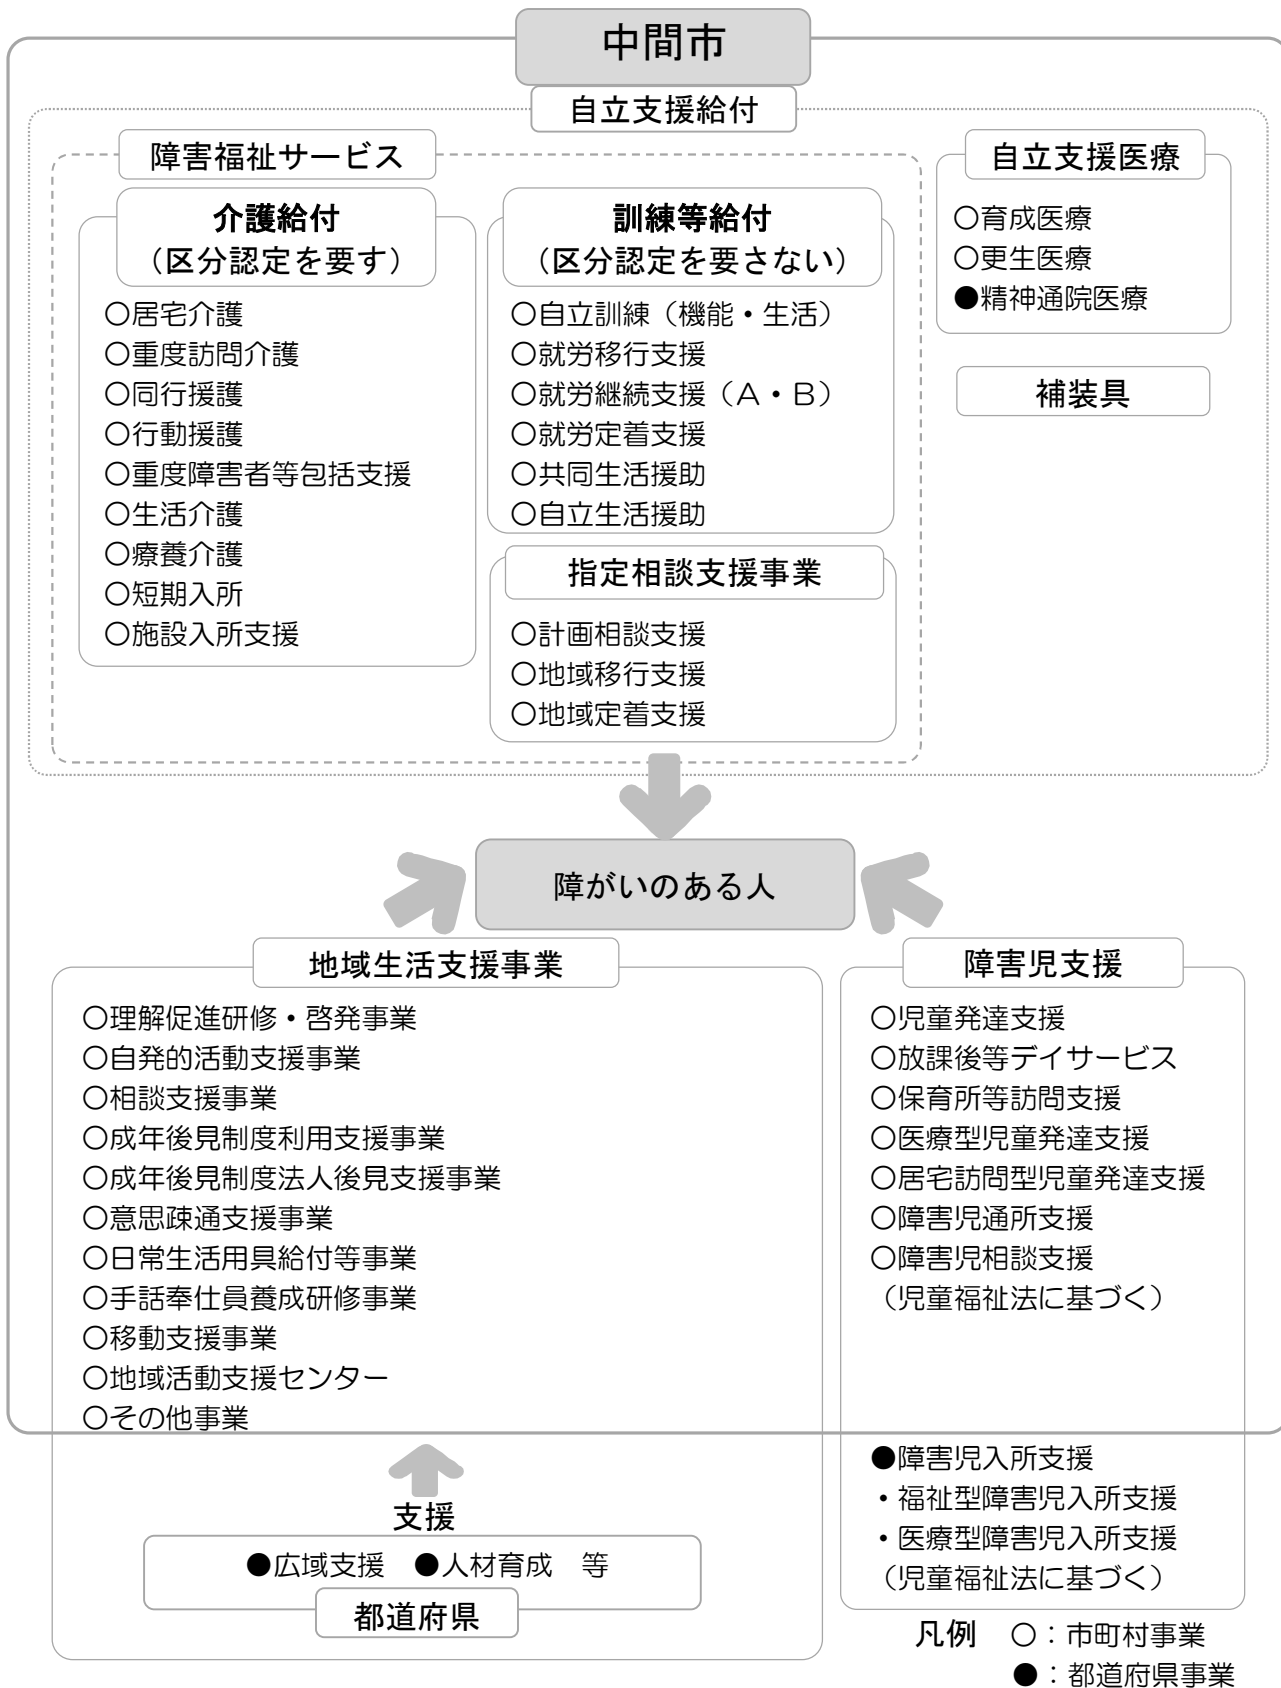 中間市
自立支援給付
障害福祉サービス
介護給付
（区分認定を要す）
○居宅介護
○重度訪問介護
○同行援護
○行動援護
○重度障害者等包括支援
○生活介護
○療養介護
○短期入所
○施設入所支援
訓練等給付
（区分認定を要さない）
○自立訓練（機能・生活）
○就労移行支援
○就労継続支援（A・B）
○就労定着支援
○共同生活援助
○自立生活援助
指定相談支援事業
○計画相談支援
○地域移行支援
○地域定着支援
自立支援医療
○育成医療
○更生医療
●精神通院医療
補装具
障がいのある人
地域生活支援事業
○理解促進研修・啓発事業
○自発的活動支援事業
○相談支援事業
○成年後見制度利用支援事業
○成年後見制度法人後見支援事業
○意思疎通支援事業
○日常生活用具給付等事業
○手話奉仕員養成研修事業
○移動支援事業
○地域活動支援センター
○その他事業
支援
●広域支援　●人材育成　等
都道府県
障害児支援
○児童発達支援
○放課後等デイサービス
○保育所等訪問支援
○医療型児童発達支援
○居宅訪問型児童発達支援
○障害児通所支援
○障害児相談支援
（児童福祉法に基づく）
●障害児入所支援
・福祉型障害児入所支援
・医療型障害児入所支援
（児童福祉法に基づく）
凡例　○：市町村事業
●：都道府県事業